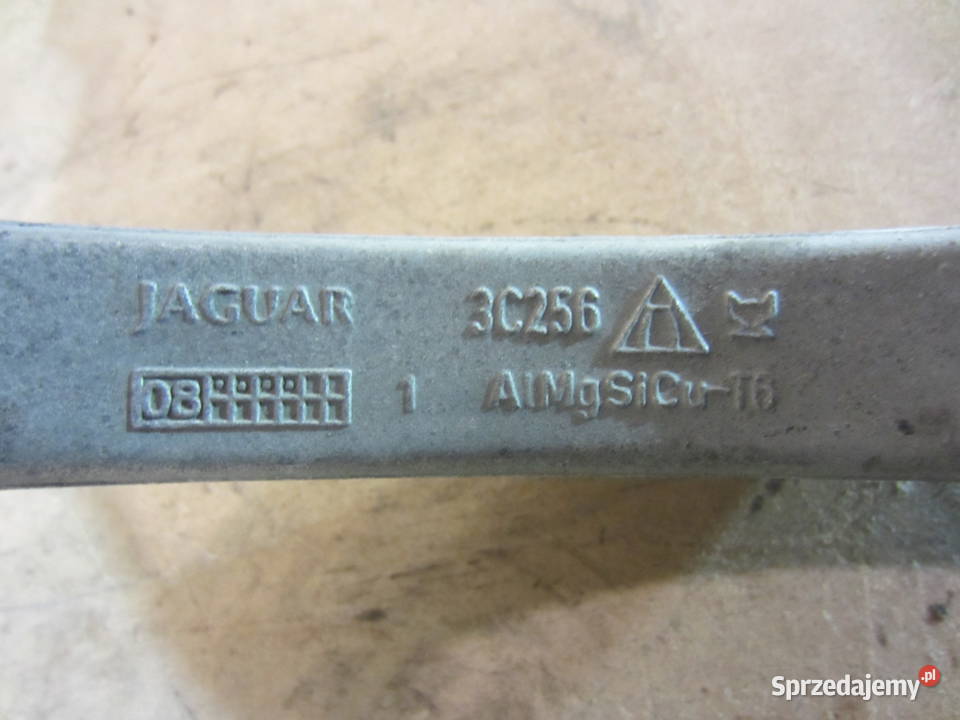 JAGUAR 3C256
08 1 AlMgSiCu-T6
Sprzedajemy.pl